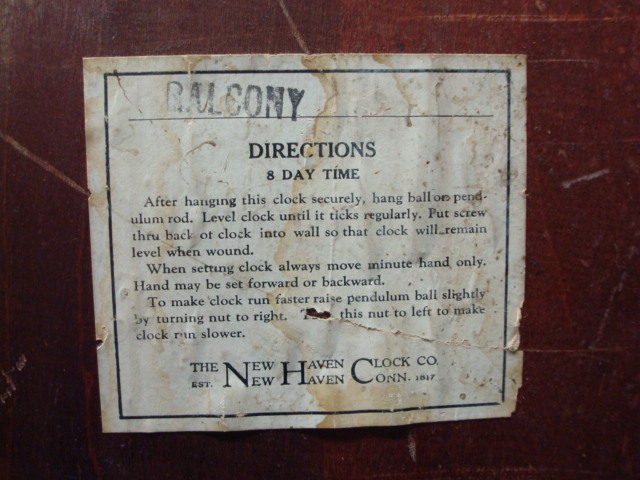 BALCONY
DIRECTIONS
8 DAY TIME
After hanging this clock securely, hang ball on pend-
ulum rod. Level clock until it ticks regularly. Put screw
thru back of clock into wall so that clock will remain
level when wound.
When setting clock always move minute hand only.
Hand may be set forward or backward.
To make clock run faster raise pendulum ball slightly
by turning nut to right. this nut to left to make
clock run slower.
THE NEW HAVEN CLOCK CO.
EST. NEW HAVEN CONN. 1817